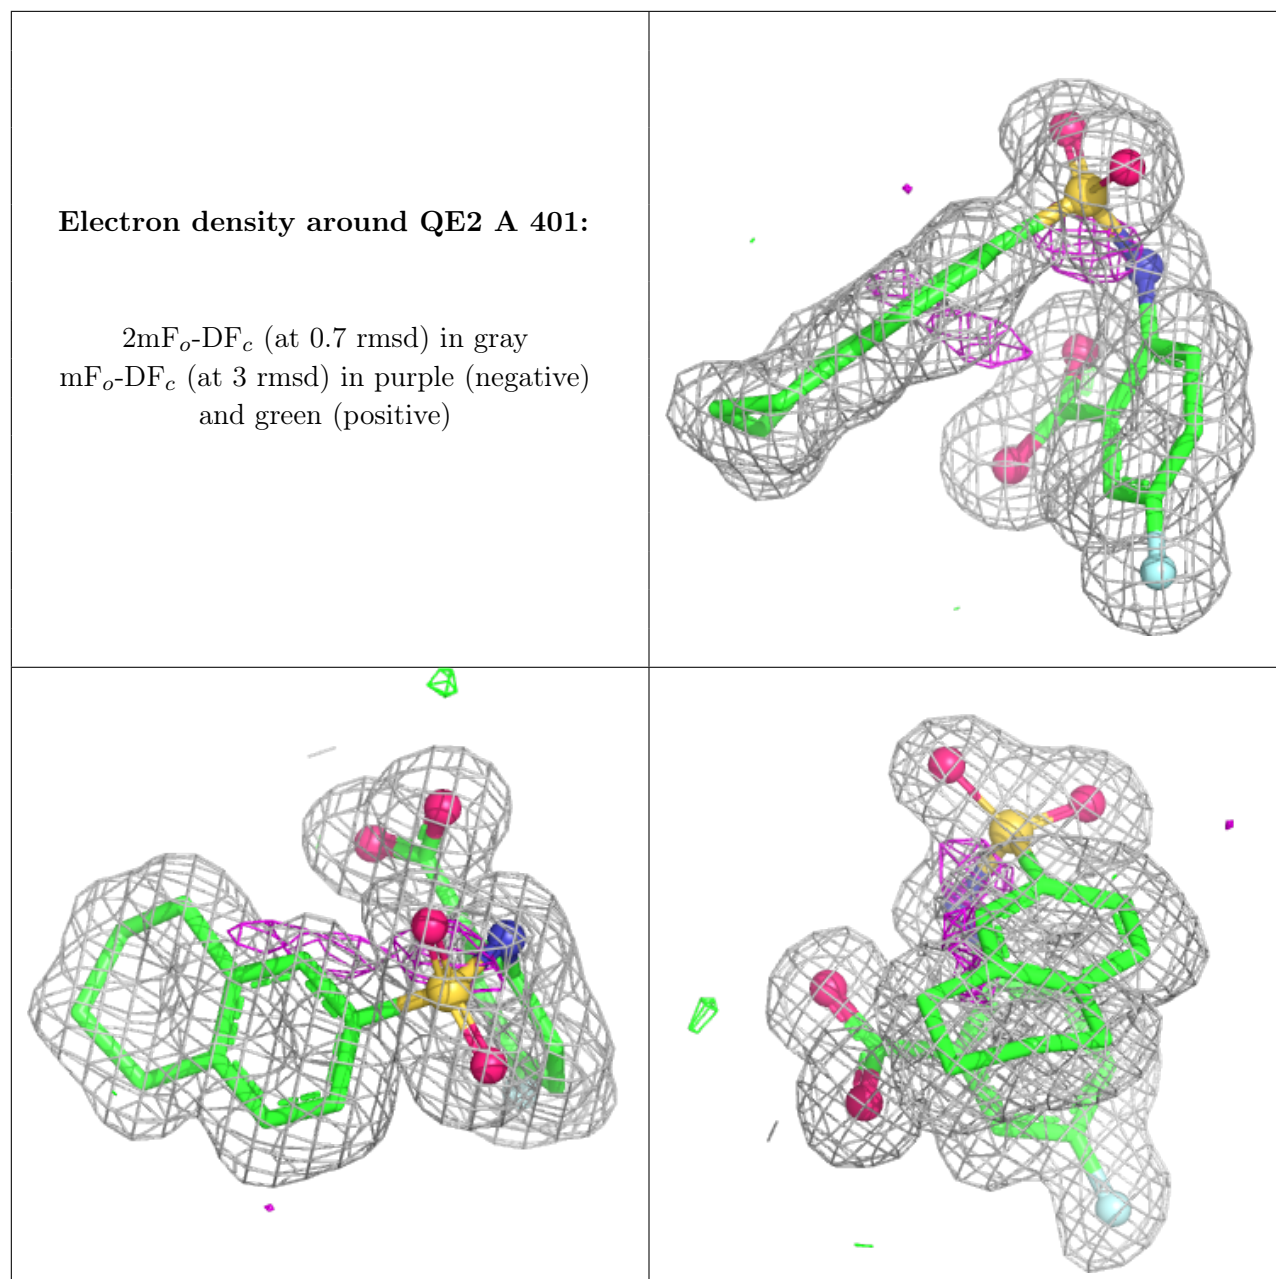 Electron density around QE2 A 401:
2mFo-DFc (at 0.7 rmsd) in gray
mFo-DFc (at 3 rmsd) in purple (negative)
and green (positive)